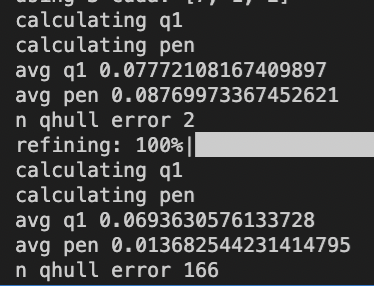 calculating q1
calculating pen
avg q1 0.07772108167409897
avg pen 0.08769973367452621
n qhull error 2
refining: 100%|
calculating q1
calculating pen
avg q1 0.0693630576133728
avg pen 0.013682544231414795
n qhull error 166